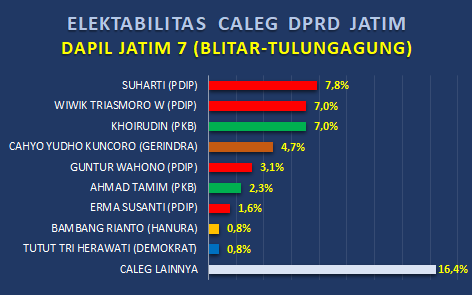 ELEKTABILITAS CALEG DPRD JATIM
DAPIL JATIM 7 (BLITAR-TULUNGAGUNG)
SUHARTI (PDIP) 7,8%
WIWIK TRIASMORO W (PDIP) 7,0%
KHOIRUDIN (PKB) 7,0%
CAHYO YUDHO KUNCORO (GERINDRA) 4,7%
GUNTUR WAHONO (PDIP) 3,1%
AHMAD TAMIM (PKB) 2,3%
ERMA SUSANTI (PDIP) 1,6%
BAMBANG RIANTO (HANURA) 0,8%
TUTUT TRI HERAWATI (DEMOKRAT) 0,8%
CALEG LAINNYA 16,4%